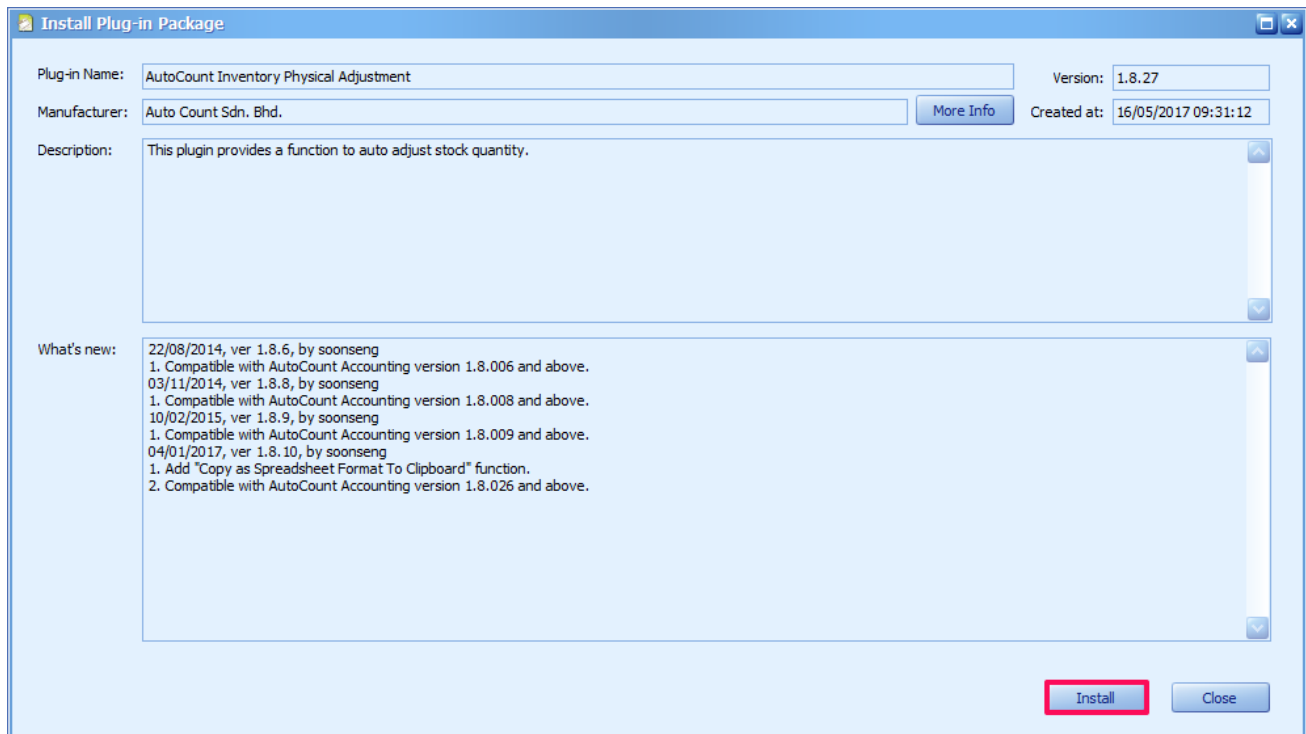 Install Plug-in Package
Plug-in Name: AutoCount Inventory Physical Adjustment Version: 1.8.27
Manufacturer: Auto Count Sdn. Bhd. More Info Created at: 16/05/2017 09:31:12
Description: This plugin provides a function to auto adjust stock quantity.
What's new: 22/08/2014, ver 1.8.6, by soonseng
1. Compatible with AutoCount Accounting version 1.8.006 and above.
03/11/2014, ver 1.8.8, by soonseng
1. Compatible with AutoCount Accounting version 1.8.008 and above.
10/02/2015, ver 1.8.9, by soonseng
1. Compatible with AutoCount Accounting version 1.8.009 and above.
04/01/2017, ver 1.8.10, by soonseng
1. Add "Copy as Spreadsheet Format To Clipboard" function.
2. Compatible with AutoCount Accounting version 1.8.026 and above.
Install Close